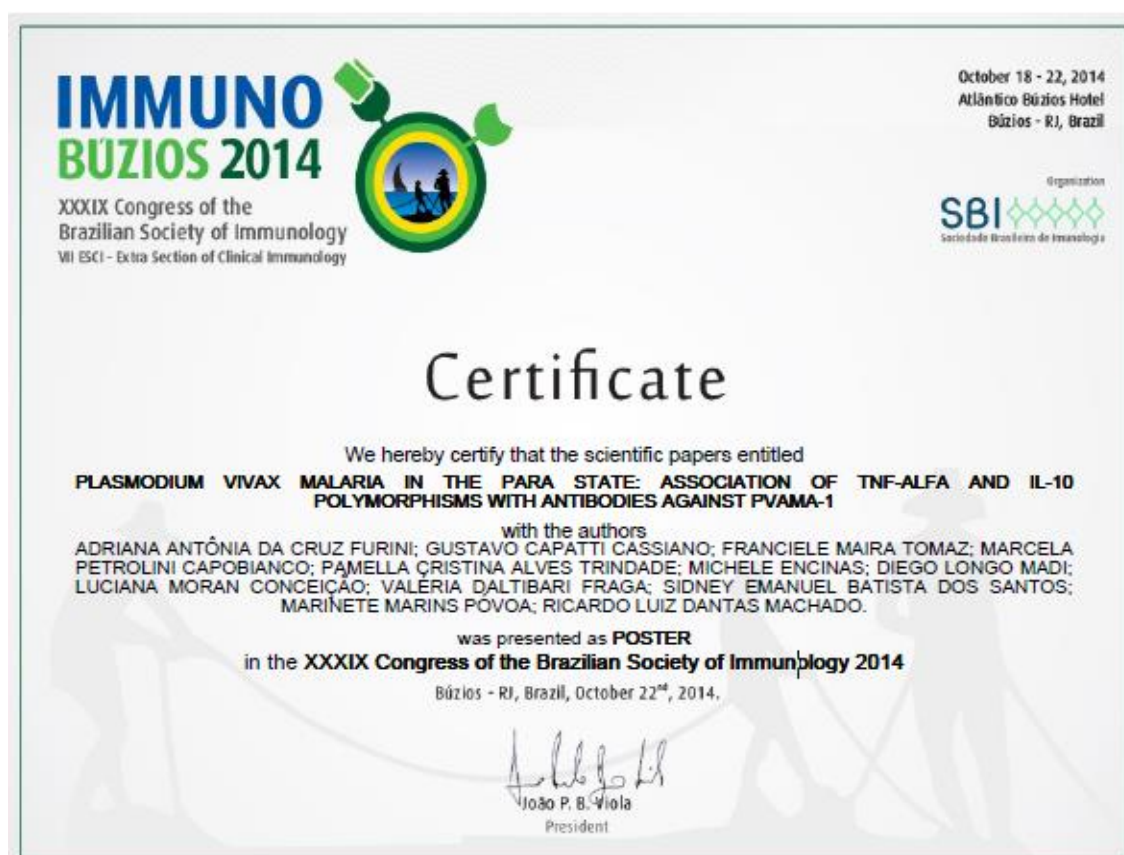 IMMUNO
BÚZIOS 2014
XXXIX Congress of the
Brazilian Society of Immunology
VII ESCI - Extra Section of Clinical Immunology
October 18 - 22, 2014
Atlântico Búzios Hotel
Búzios - RJ, Brazil
Organization
SBI
Sociedade Brasileira de Imunologia
Certificate
We hereby certify that the scientific papers entitled
PLASMODIUM VIVAX MALARIA IN THE PARA STATE: ASSOCIATION OF TNF-ALFA AND IL-10
POLYMORPHISMS WITH ANTIBODIES AGAINST PVAMA-1
with the authors
ADRIANA ANTÔNIA DA CRUZ FURINI; GUSTAVO CAPATTI CASSIANO; FRANCIELE MAIRA TOMAZ; MARCELA
PETROLINI CAPOBIANCO; PAMELLA CRISTINA ALVES TRINDADE; MICHELE ENCINAS; DIEGO LONGO MADI;
LUCIANA MORAN CONCEIÇÃO; VALÉRIA DALTIBARI FRAGA; SIDNEY EMANUEL BATISTA DOS SANTOS;
MARINETE MARINS PÓVOA; RICARDO LUIZ DANTAS MACHADO.
was presented as POSTER
in the XXXIX Congress of the Brazilian Society of Immunology 2014
Búzios - RJ, Brazil, October 22nd, 2014.
João P. B. Viola
President